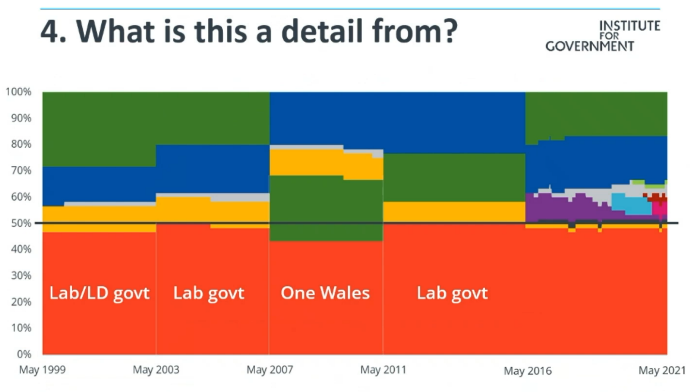 4. What is this a detail from?
INSTITUTE
FOR
GOVERNMENT
100%
90%
80%
70%
60%
50%
40%
30%
20%
10%
0%
Lab/LD govt
Lab govt
One Wales
Lab govt
May 1999
May 2003
May 2007
May 2011
May 2016
May 2021